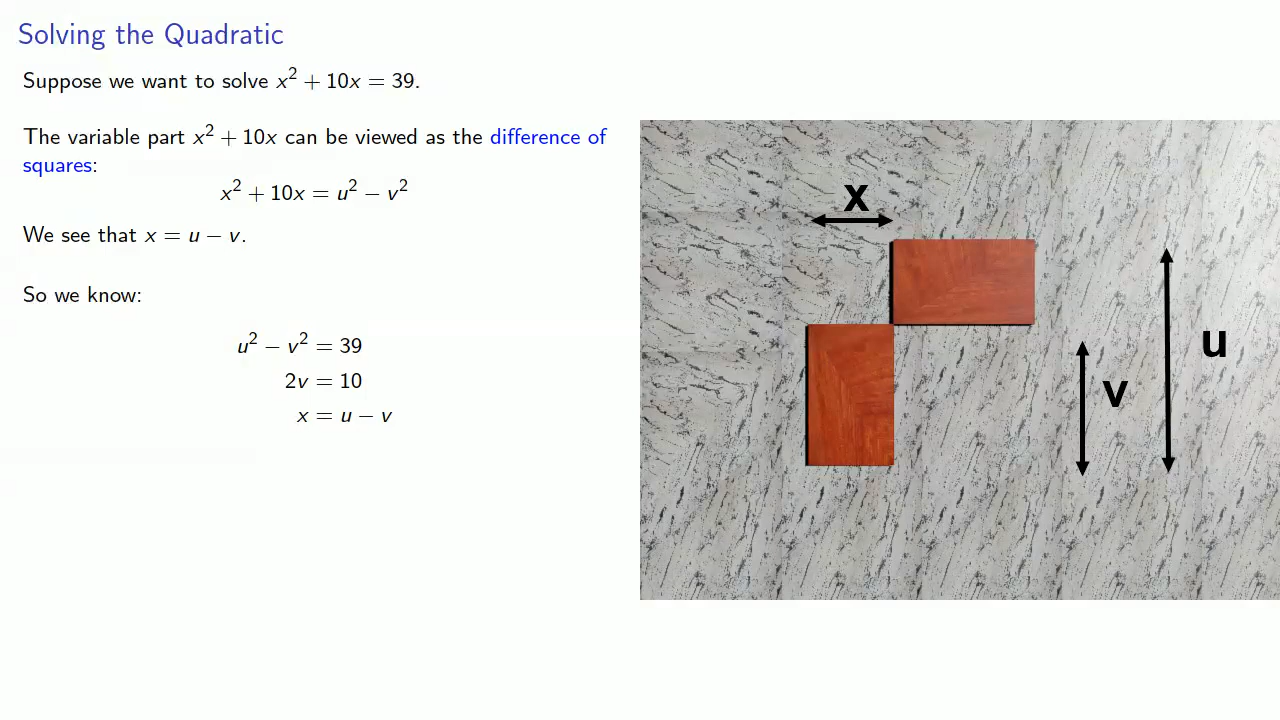 Solving the Quadratic
Suppose we want to solve x² + 10x = 39.
The variable part x² + 10x can be viewed as the difference of
squares:
x² + 10x = u² − v²
We see that x = u − v.
So we know:
u² − v² = 39
2v = 10
x = u − v
x
v
u